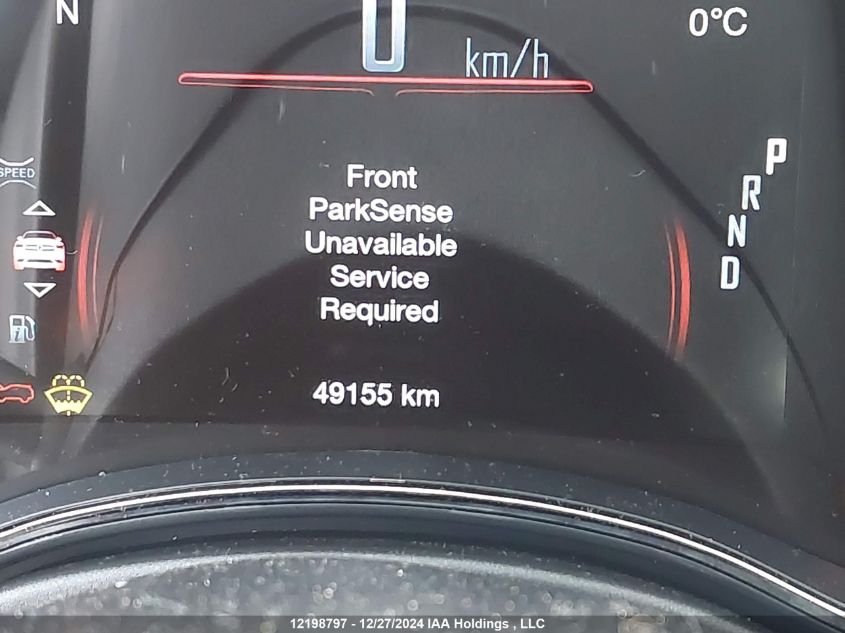 N
0
km/h
0°C
SPEED
P
R
N
D
Front
ParkSense
Unavailable
Service
Required
49155 km
12198797 - 12/27/2024 IAA Holdings , LLC